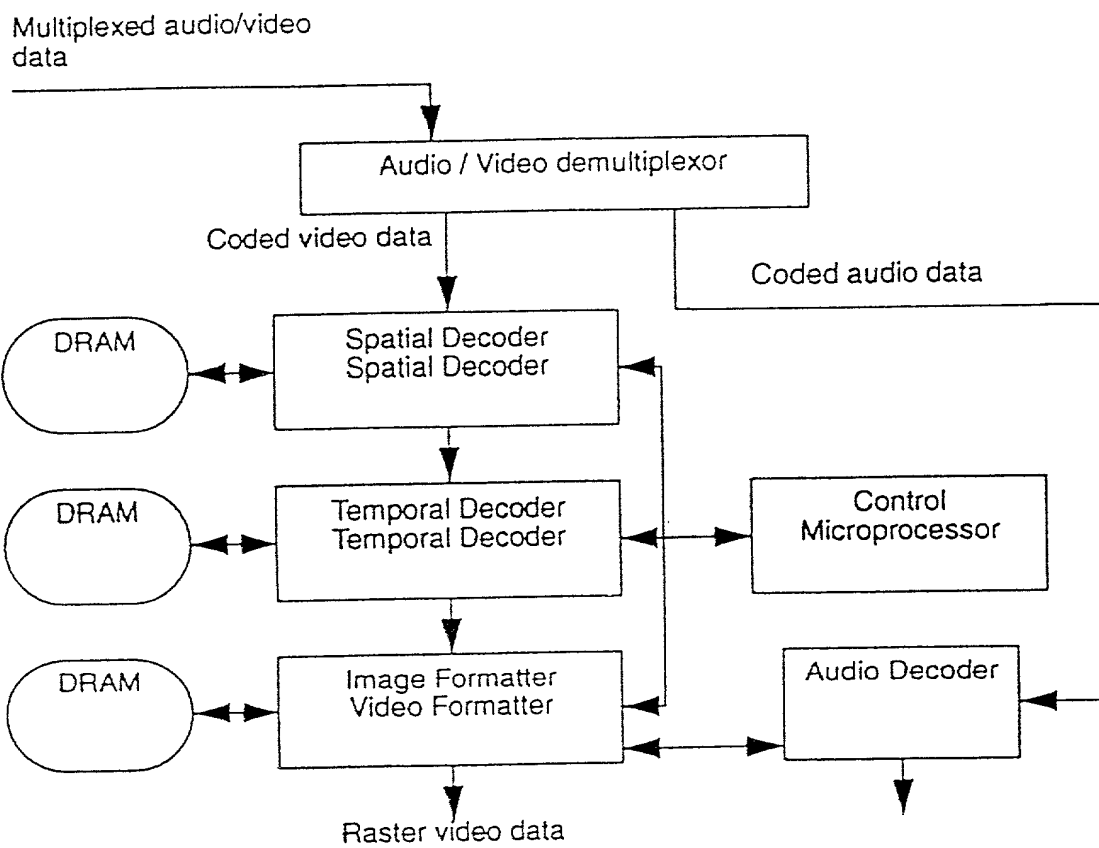 Multiplexed audio/video
data
Audio / Video demultiplexor
Coded video data
Coded audio data
DRAM
Spatial Decoder
Spatial Decoder
DRAM
Temporal Decoder
Temporal Decoder
Control
Microprocessor
DRAM
Image Formatter
Video Formatter
Audio Decoder
Raster video data